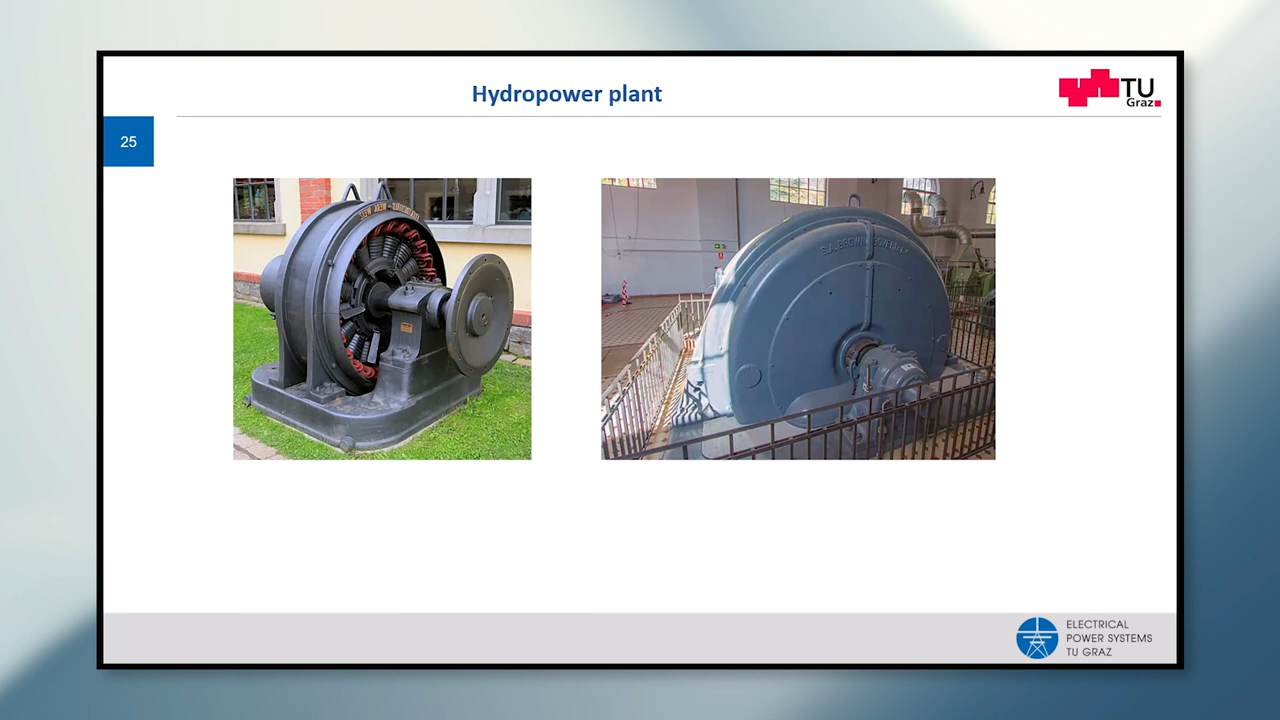 Hydropower plant
TU
Graz
25
ELECTRICAL
POWER SYSTEMS
TU GRAZ